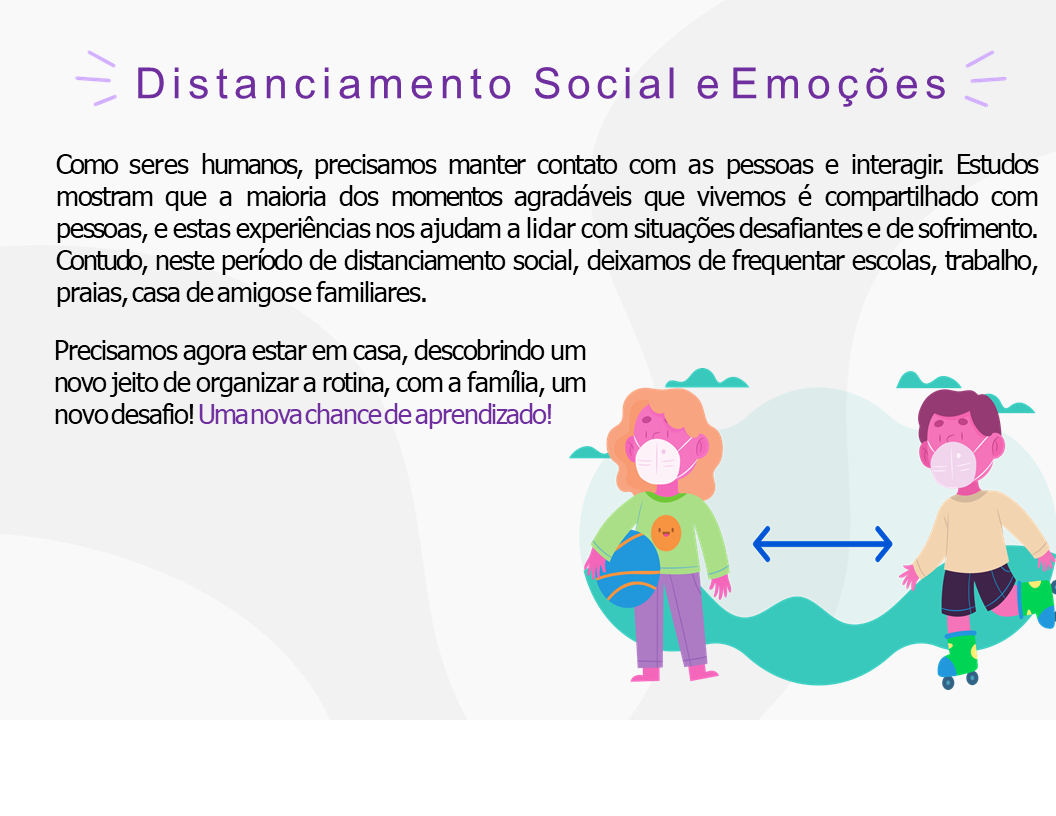 Distanciamento Social e Emoções
Como seres humanos, precisamos manter contato com as pessoas e interagir. Estudos
mostram que a maioria dos momentos agradáveis que vivemos é compartilhado com
pessoas, e estas experiências nos ajudam a lidar com situações desafiantes e de sofrimento.
Contudo, neste período de distanciamento social, deixamos de frequentar escolas, trabalho,
praias, casa de amigos e familiares.
Precisamos agora estar em casa, descobrindo um
novo jeito de organizar a rotina, com a família, um
novo desafio! Uma nova chance de aprendizado!